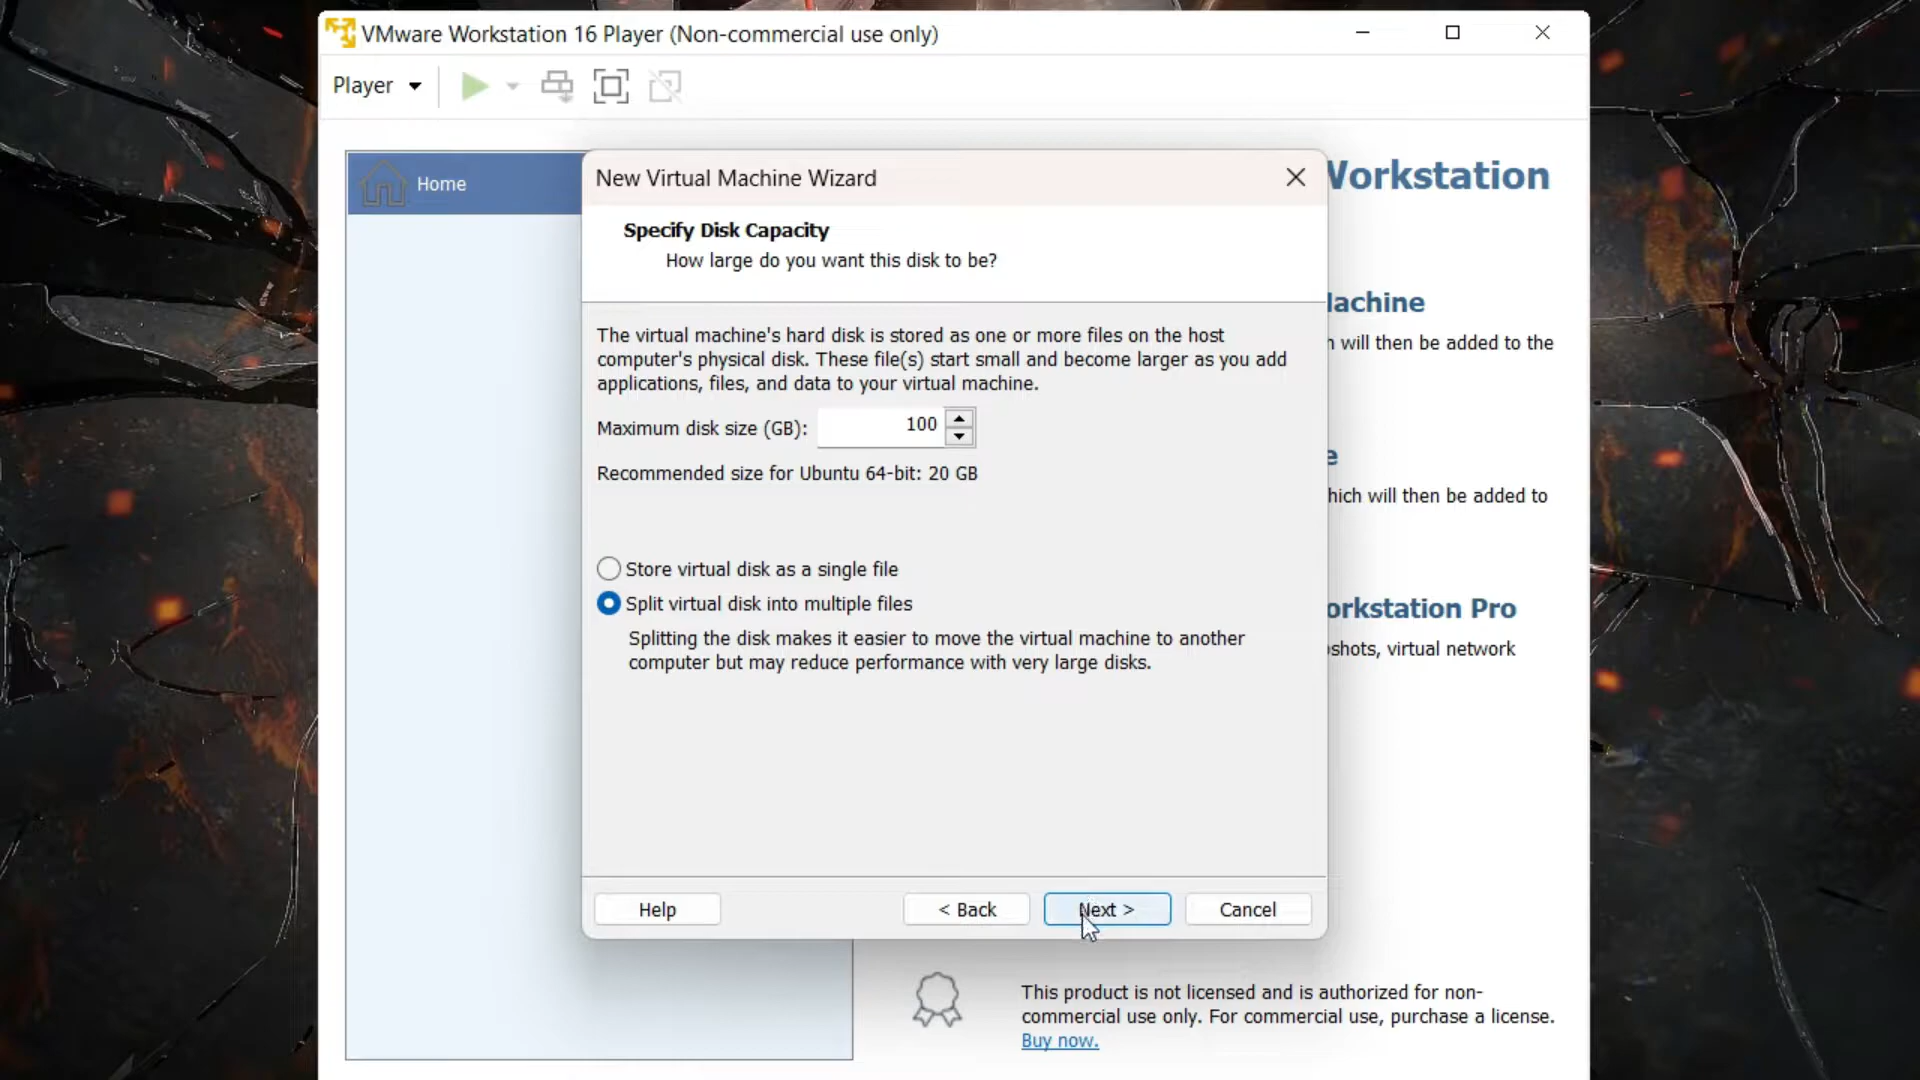 VMware Workstation 16 Player (Non-commercial use only)
Player
Home
New Virtual Machine Wizard
Workstation
Specify Disk Capacity
How large do you want this disk to be?
achine
will then be added to the
The virtual machine's hard disk is stored as one or more files on the host
computer's physical disk. These file(s) start small and become larger as you add
applications, files, and data to your virtual machine.
Maximum disk size (GB): 100
e
hich will then be added to
Recommended size for Ubuntu 64-bit: 20 GB
Store virtual disk as a single file
Split virtual disk into multiple files
orkstation Pro
Splitting the disk makes it easier to move the virtual machine to another
computer but may reduce performance with very large disks.
shots, virtual network
Help
< Back
Next >
Cancel
This product is not licensed and is authorized for non-
commercial use only. For commercial use, purchase a license.
Buy now.